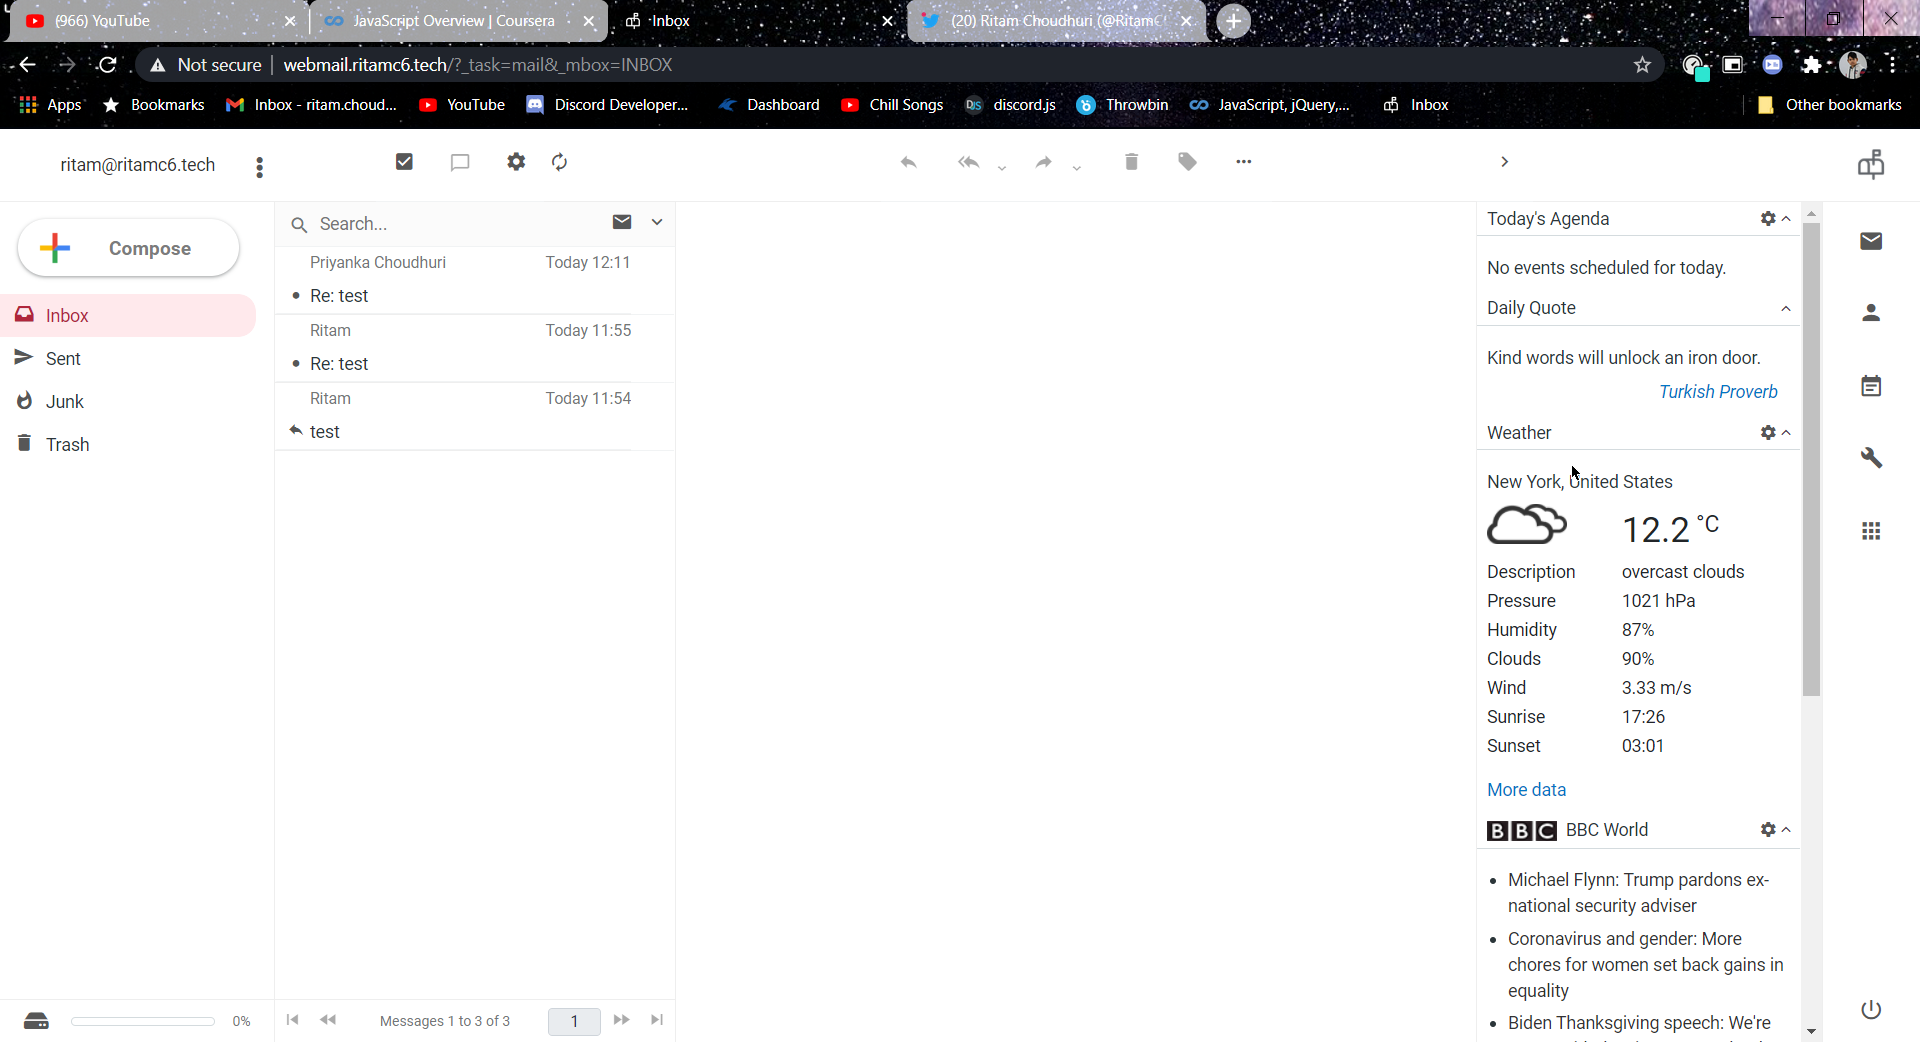 (966) YouTube
JavaScript Overview | Coursera
Inbox
(20) Ritam Choudhuri (@Ritam
Not secure
webmail.ritamc6.tech/?_task=mail&_mbox=INBOX
Apps
Bookmarks
Inbox - ritam.choud...
YouTube
Discord Developer...
Dashboard
Chill Songs
discord.js
Throwbin
JavaScript, jQuery,...
Inbox
Other bookmarks
ritam@ritamc6.tech
Compose
Inbox
Sent
Junk
Trash
0%
Search...
Priyanka Choudhuri Today 12:11
Re: test
Ritam Today 11:55
Re: test
Ritam Today 11:54
test
Messages 1 to 3 of 3
1
Today's Agenda
No events scheduled for today.
Daily Quote
Kind words will unlock an iron door.
Turkish Proverb
Weather
New York, United States
12.2 °C
Description overcast clouds
Pressure 1021 hPa
Humidity 87%
Clouds 90%
Wind 3.33 m/s
Sunrise 17:26
Sunset 03:01
More data
BBC BBC World
Michael Flynn: Trump pardons ex-
national security adviser
Coronavirus and gender: More
chores for women set back gains in
equality
Biden Thanksgiving speech: We're